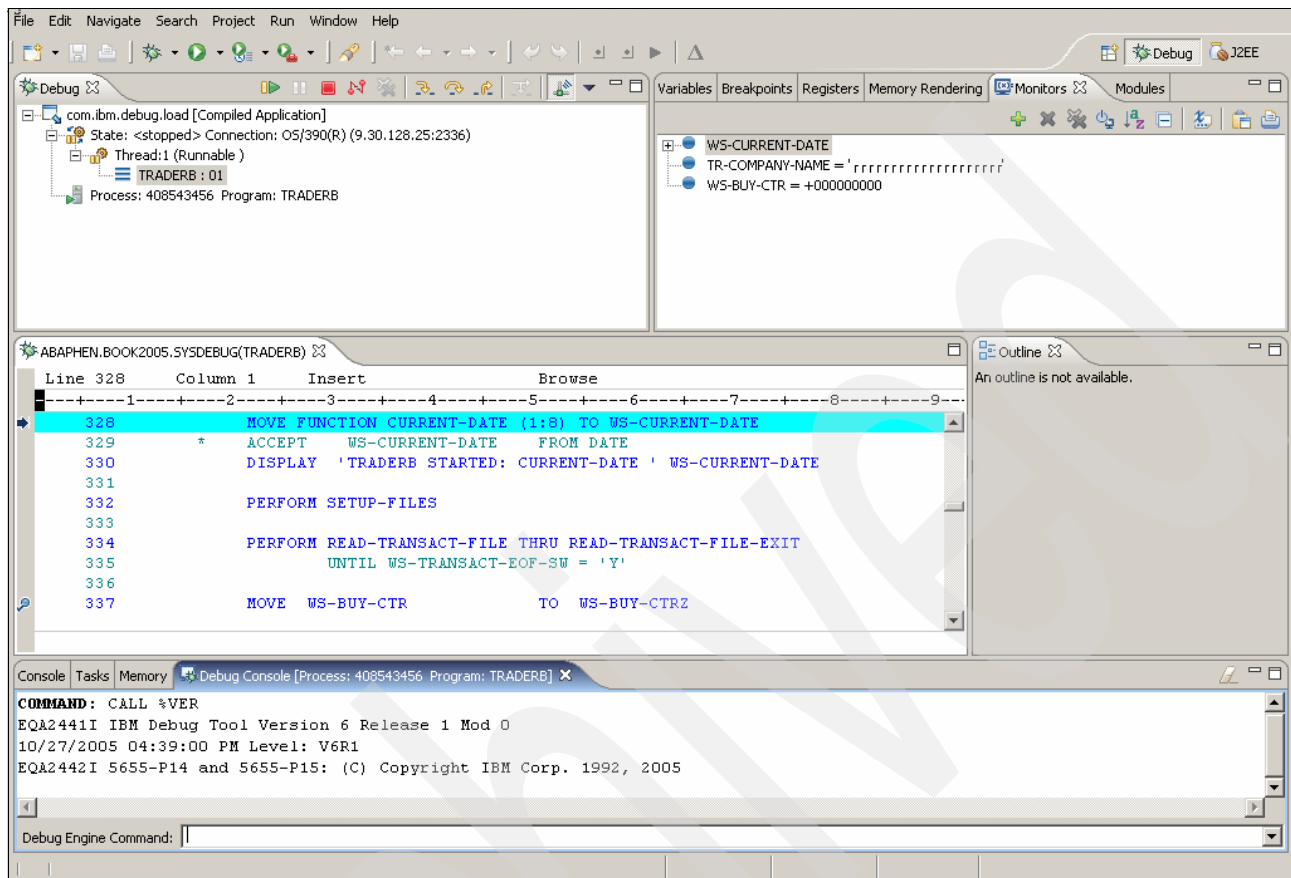 File Edit Navigate Search Project Run Window Help
Debug J2EE
Debug
com.ibm.debug.load [Compiled Application]
State: <stopped> Connection: OS/390(R) (9.30.128.25:2336)
Thread:1 (Runnable )
TRADERB : 01
Process: 408543456 Program: TRADERB
Variables Breakpoints Registers Memory Rendering Monitors Modules
WS-CURRENT-DATE
TR-COMPANY-NAME = '┌┌┌┌┌┌┌┌┌┌┌┌┌┌┌┌┌┌┌┌'
WS-BUY-CTR = +000000000
ABAPHEN.BOOK2005.SYSDEBUG(TRADERB)
Line 328 Column 1 Insert Browse
----+----1----+----2----+----3----+----4----+----5----+----6----+----7----+----8----+----9---
328 MOVE FUNCTION CURRENT-DATE (1:8) TO WS-CURRENT-DATE
329 * ACCEPT WS-CURRENT-DATE FROM DATE
330 DISPLAY 'TRADERB STARTED: CURRENT-DATE ' WS-CURRENT-DATE
331
332 PERFORM SETUP-FILES
333
334 PERFORM READ-TRANSACT-FILE THRU READ-TRANSACT-FILE-EXIT
335 UNTIL WS-TRANSACT-EOF-SW = 'Y'
336
337 MOVE WS-BUY-CTR TO WS-BUY-CTRZ
Outline
An outline is not available.
Console Tasks Memory Debug Console [Process: 408543456 Program: TRADERB]
COMMAND: CALL %VER
EQA2441I IBM Debug Tool Version 6 Release 1 Mod 0
10/27/2005 04:39:00 PM Level: V6R1
EQA2442I 5655-P14 and 5655-P15: (C) Copyright IBM Corp. 1992, 2005
Debug Engine Command: